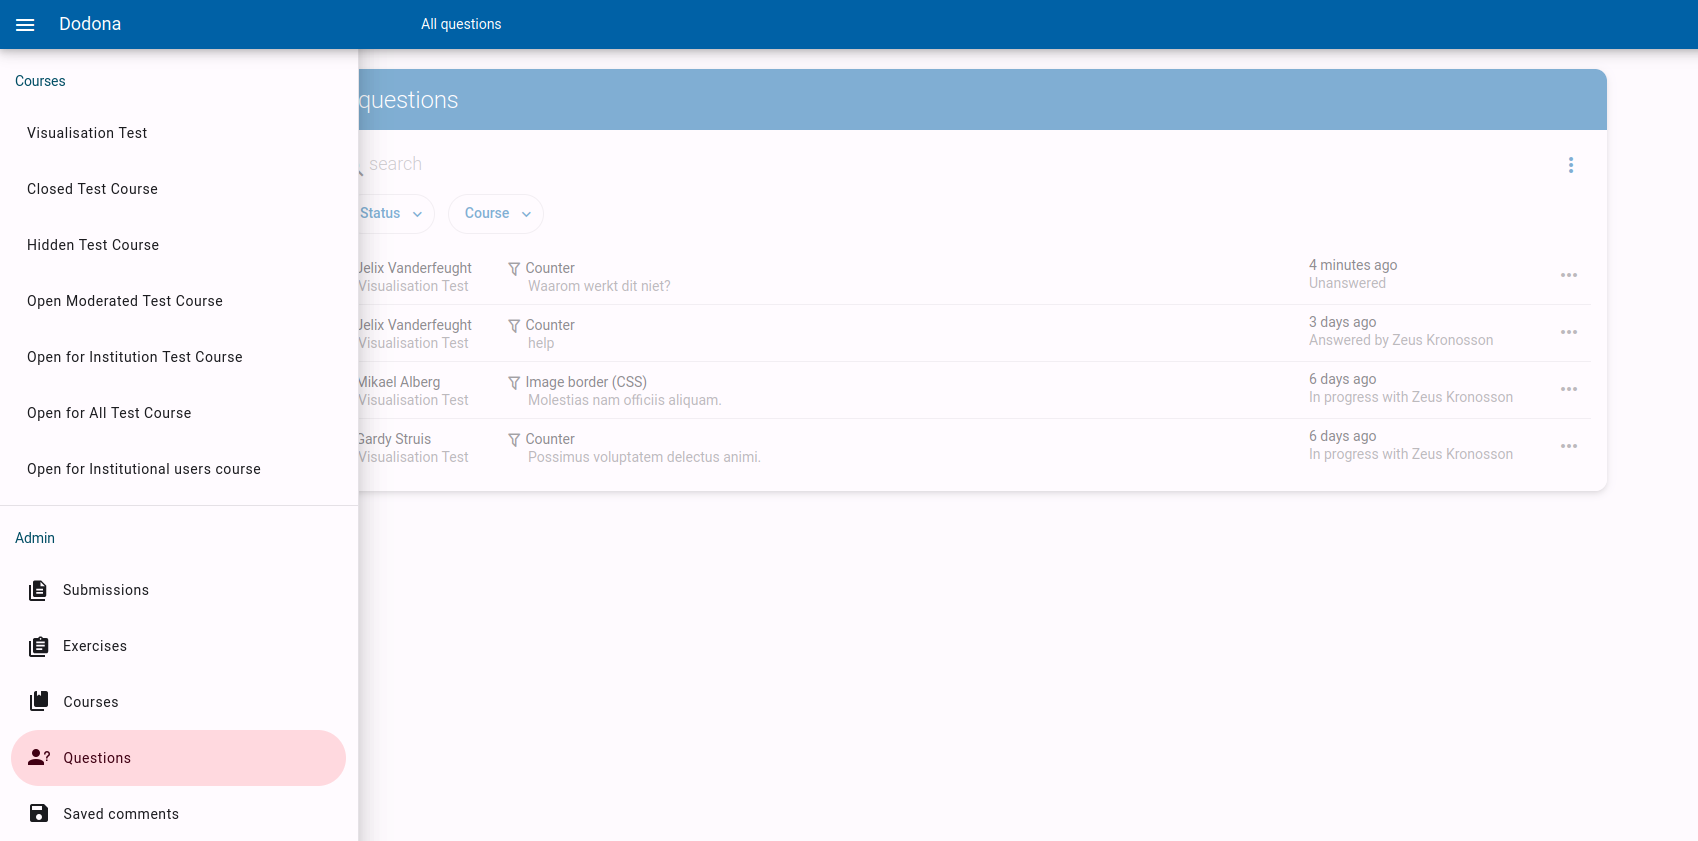 Dodona
All questions
Courses
Visualisation Test
Closed Test Course
Hidden Test Course
Open Moderated Test Course
Open for Institution Test Course
Open for All Test Course
Open for Institutional users course
Admin
Submissions
Exercises
Courses
Questions
Saved comments
questions
search
Status
Course
Jelix Vanderfeught
Visualisation Test
Counter
Waarom werkt dit niet?
4 minutes ago
Unanswered
Jelix Vanderfeught
Visualisation Test
Counter
help
3 days ago
Answered by Zeus Kronosson
Mikael Alberg
Visualisation Test
Image border (CSS)
Molestias nam officiis aliquam.
6 days ago
In progress with Zeus Kronosson
Gardy Struis
Visualisation Test
Counter
Possimus voluptatem delectus animi.
6 days ago
In progress with Zeus Kronosson